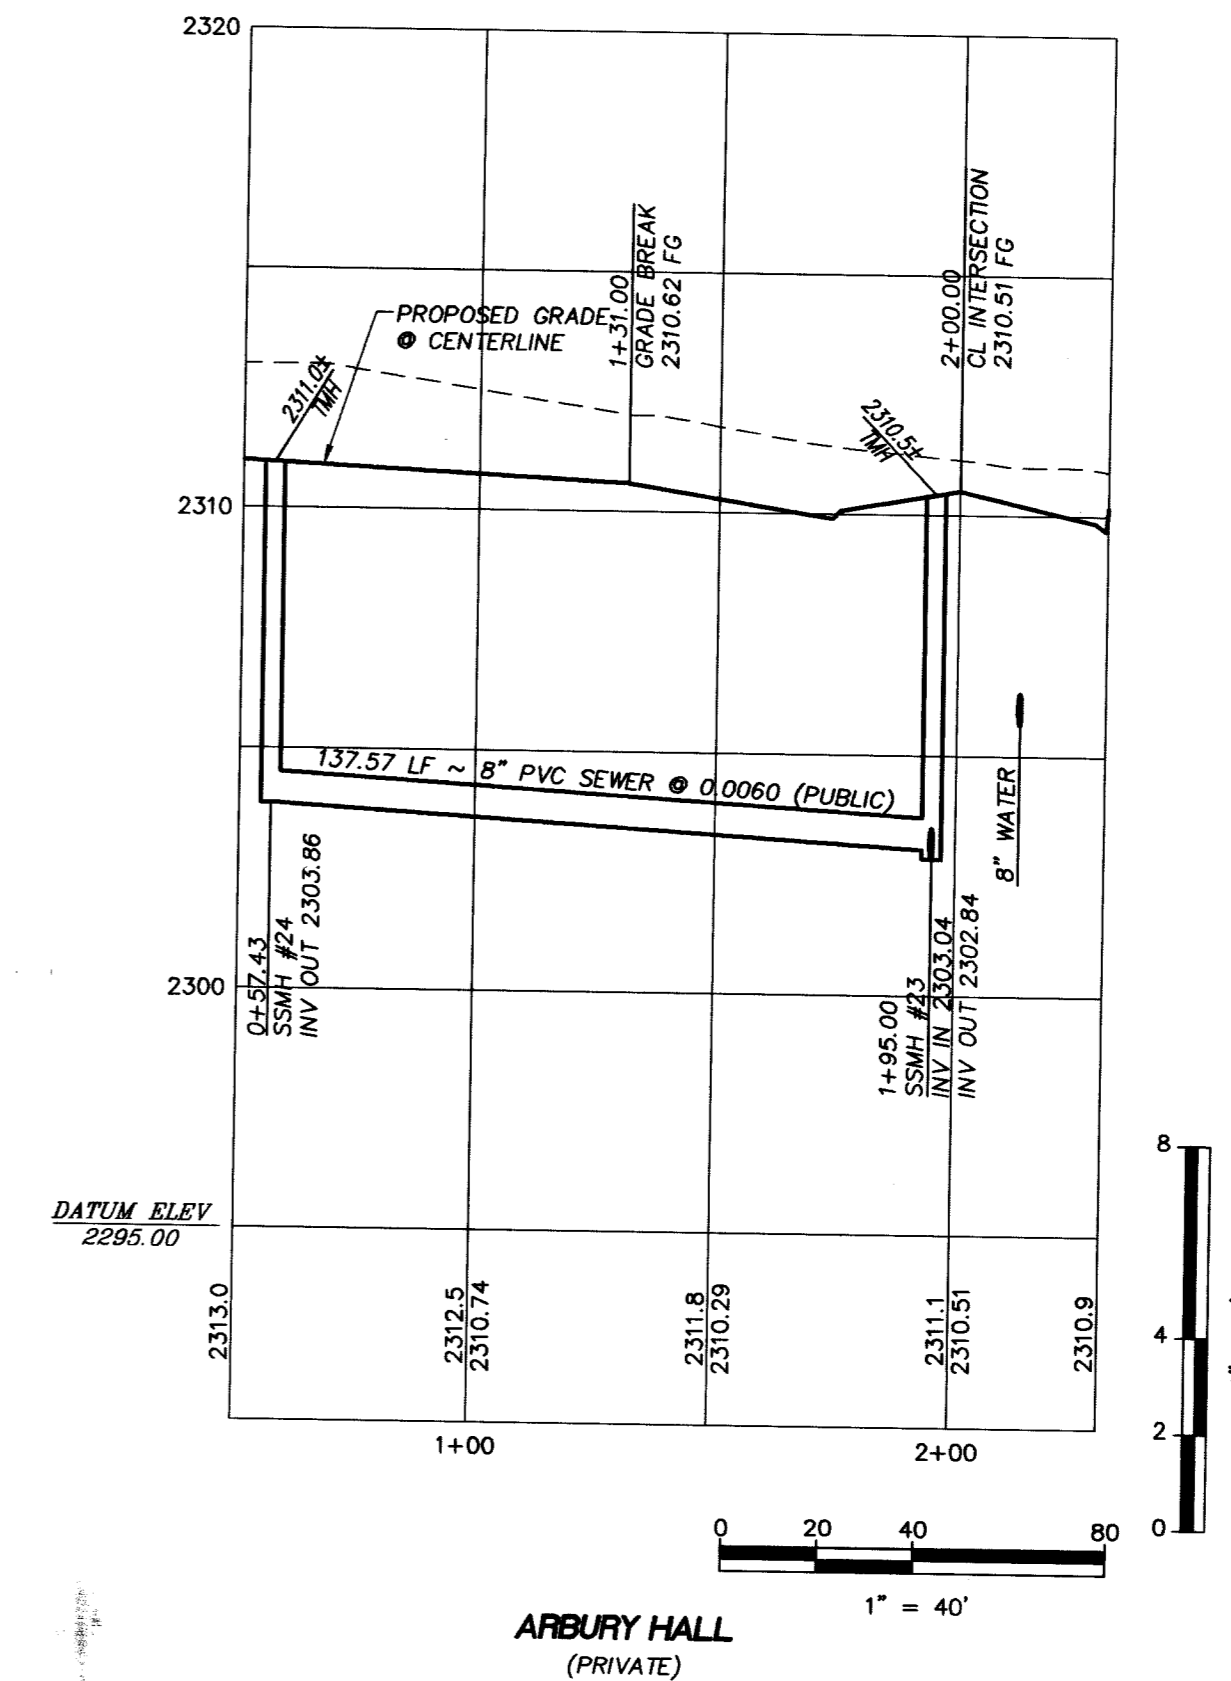 2320
1+31.00
GRADE BREAK
2310.62 FG
2+00.00
CL INTERSECTION
2310.51 FG
PROPOSED GRADE
@ CENTERLINE
2311.0±
TMH
2310.5±
TMH
2310
137.57 LF ~ 8" PVC SEWER @ 0.0060 (PUBLIC)
8" WATER
0+57.43
SSMH #24
INV OUT 2303.86
2300
1+95.00
SSMH #23
INV IN 2303.04
INV OUT 2302.84
DATUM ELEV
2295.00
2313.0
2312.5
2310.74
2311.8
2310.29
2311.1
2310.51
2310.9
1+00
2+00
8
4
2
0
0 20 40 80
1" = 40'
ARBURY HALL
(PRIVATE)